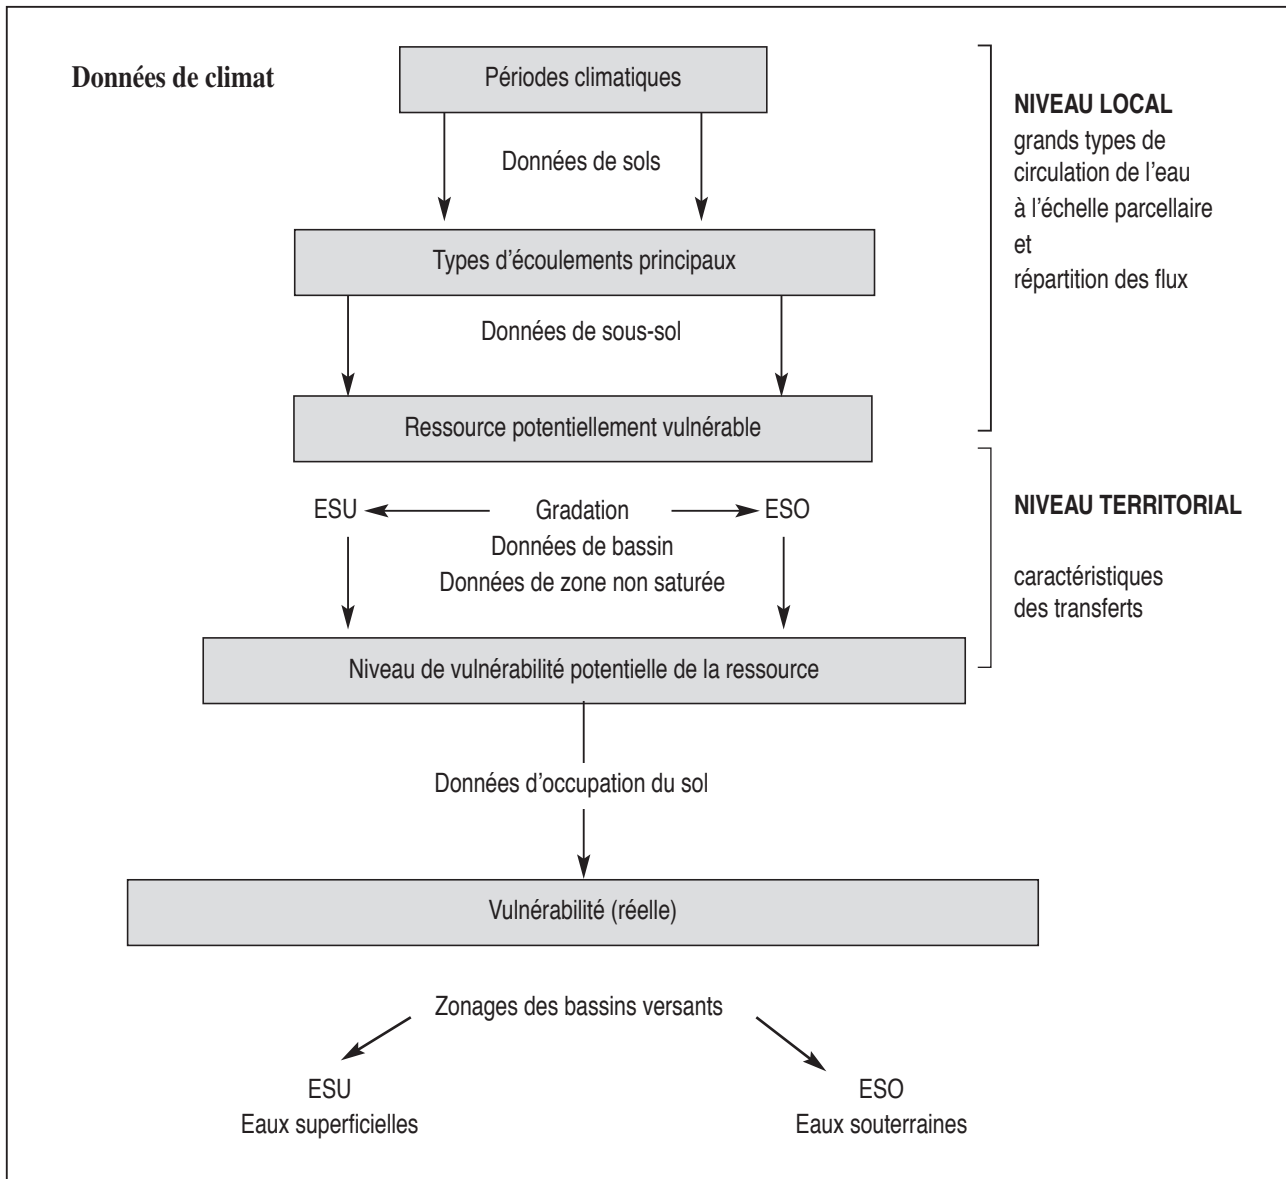 Données de climat
Périodes climatiques
Données de sols
Types d'écoulements principaux
Données de sous-sol
Ressource potentiellement vulnérable
NIVEAU LOCAL
grands types de
circulation de l'eau
à l'échelle parcellaire
et
répartition des flux
ESU Gradation ESO
Données de bassin
Données de zone non saturée
Niveau de vulnérabilité potentielle de la ressource
NIVEAU TERRITORIAL
caractéristiques
des transferts
Données d'occupation du sol
Vulnérabilité (réelle)
Zonages des bassins versants
ESU
Eaux superficielles
ESO
Eaux souterraines